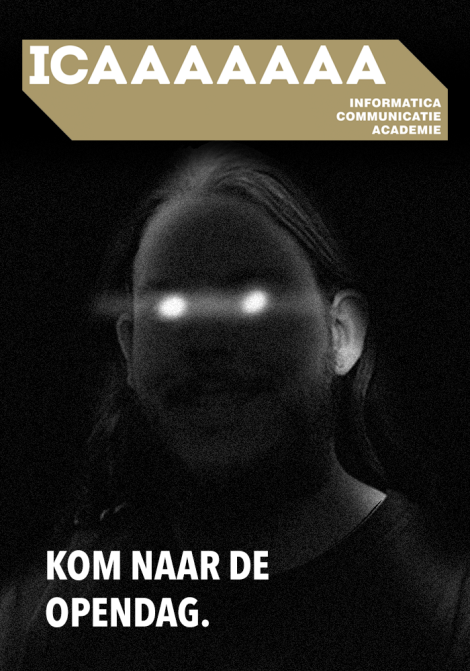 ICAAAAAAA
INFORMATICA
COMMUNICATIE
ACADEMIE
KOM NAAR DE
OPENDAG.